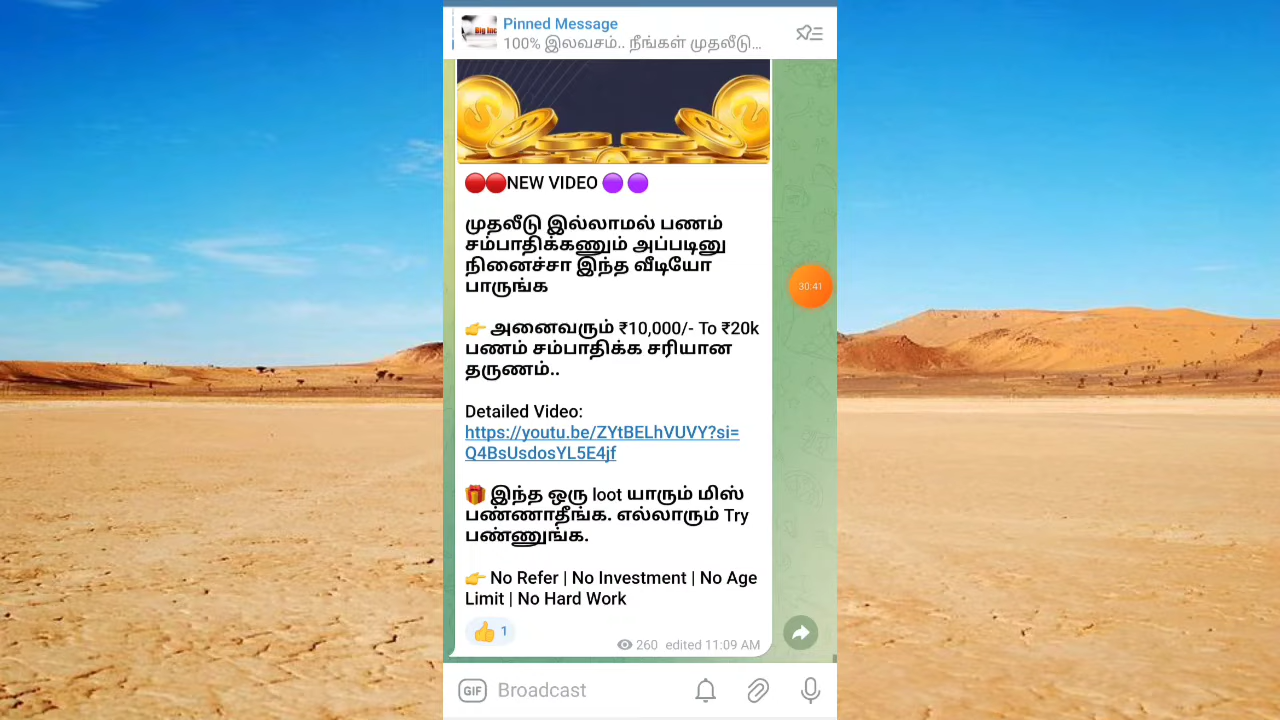 Pinned Message
100% இலவசம்.. நீங்கள் முதலீடு...
🔴🔴NEW VIDEO 🟣 🟣
முதலீடு இல்லாமல் பணம்
சம்பாதிக்கணும் அப்படினு
நினைச்சா இந்த வீடியோ
பாருங்க
👉 அனைவரும் ₹10,000/- To ₹20k
பணம் சம்பாதிக்க சரியான
தருணம்..
Detailed Video:
https://youtu.be/ZYtBELhVUVY?si=
Q4BsUsdosYL5E4jf
🎁 இந்த ஒரு loot யாரும் மிஸ்
பண்ணாதீங்க. எல்லாரும் Try
பண்ணுங்க.
👉 No Refer | No Investment | No Age
Limit | No Hard Work
👍 1
260 edited 11:09 AM
30:41
GIF Broadcast